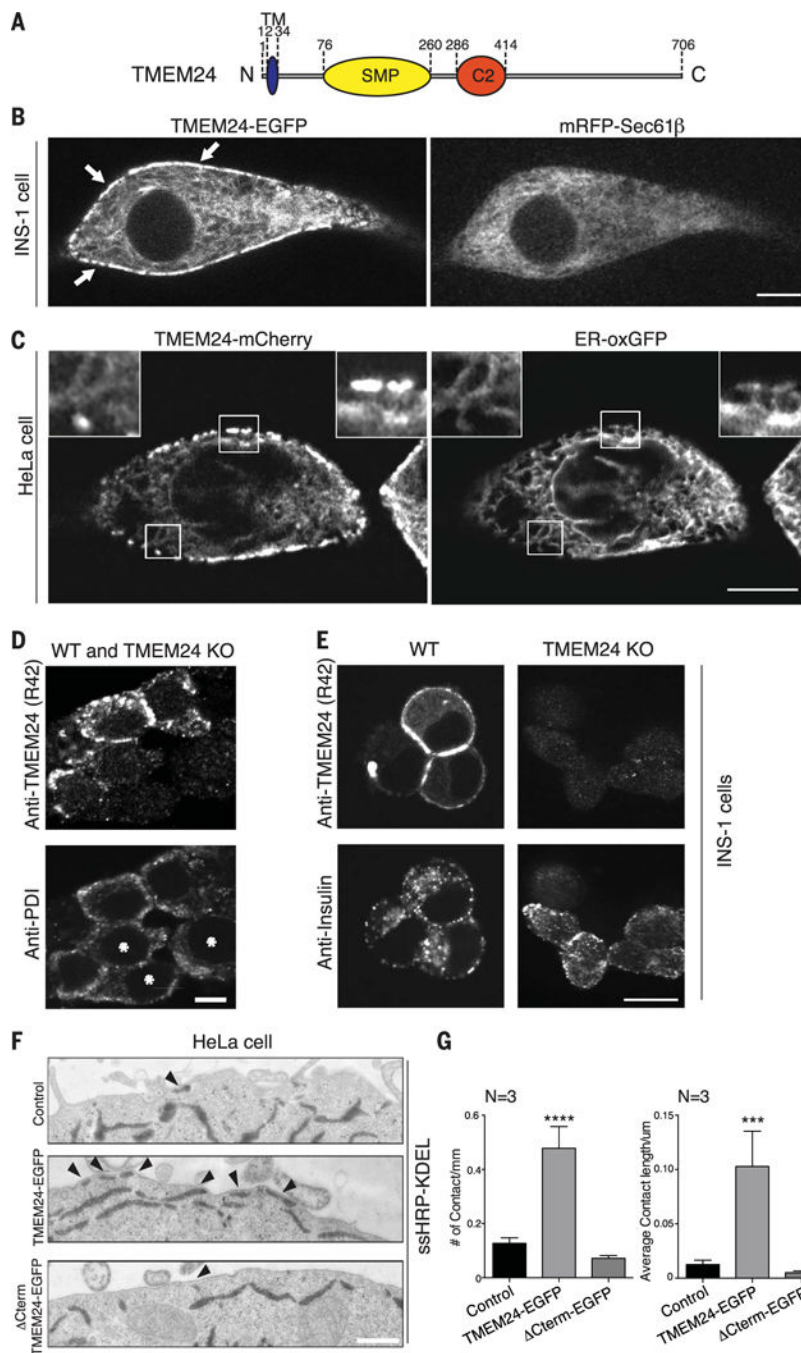 A
TM
1 12 34 76 260 286 414 706
TMEM24 N SMP C2 C
B
TMEM24-EGFP mRFP-Sec61β
INS-1 cell
C
TMEM24-mCherry ER-oxGFP
HeLa cell
D
WT and TMEM24 KO
Anti-TMEM24 (R42)
Anti-PDI
* * *
E
WT TMEM24 KO
Anti-TMEM24 (R42)
Anti-Insulin
INS-1 cells
F
HeLa cell
Control
TMEM24-EGFP
ΔCterm
TMEM24-EGFP
ssHRP-KDEL
G
N=3
# of Contact/mm
0.6
0.4
0.2
0.0
****
Control
TMEM24-EGFP
ΔCterm-EGFP
N=3
Average Contact length/um
0.15
0.10
0.05
0.00
***
Control
TMEM24-EGFP
ΔCterm-EGFP